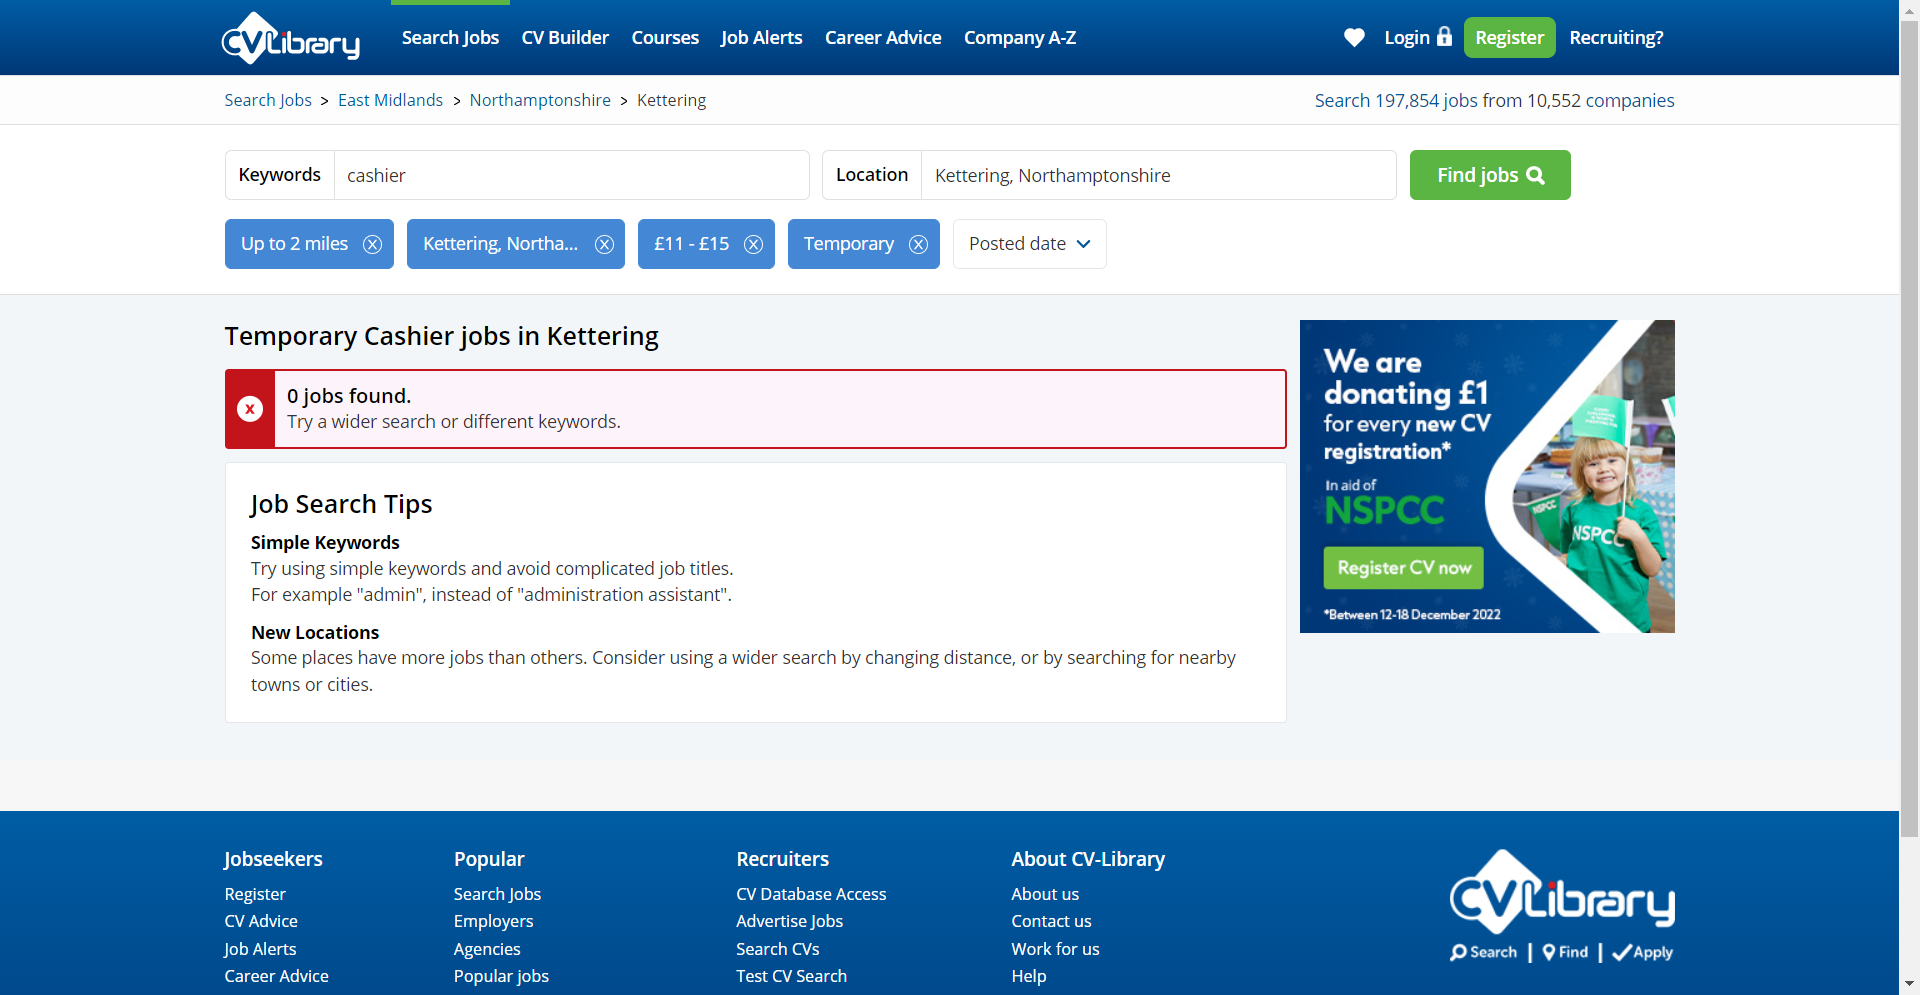 CVLibrary
Search Jobs
CV Builder
Courses
Job Alerts
Career Advice
Company A-Z
Login
Register
Recruiting?
Search Jobs > East Midlands > Northamptonshire > Kettering
Search 197,854 jobs from 10,552 companies
Keywords
cashier
Location
Kettering, Northamptonshire
Find jobs
Up to 2 miles
Kettering, Northa...
£11 - £15
Temporary
Posted date
Temporary Cashier jobs in Kettering
0 jobs found.
Try a wider search or different keywords.
Job Search Tips
Simple Keywords
Try using simple keywords and avoid complicated job titles.
For example "admin", instead of "administration assistant".
New Locations
Some places have more jobs than others. Consider using a wider search by changing distance, or by searching for nearby
towns or cities.
We are
donating £1
for every new CV
registration*
In aid of
NSPCC
Register CV now
*Between 12-18 December 2022
NSPCC
NSPCC
Jobseekers
Register
CV Advice
Job Alerts
Career Advice
Popular
Search Jobs
Employers
Agencies
Popular jobs
Recruiters
CV Database Access
Advertise Jobs
Search CVs
Test CV Search
About CV-Library
About us
Contact us
Work for us
Help
CVLibrary
Search | Find | Apply